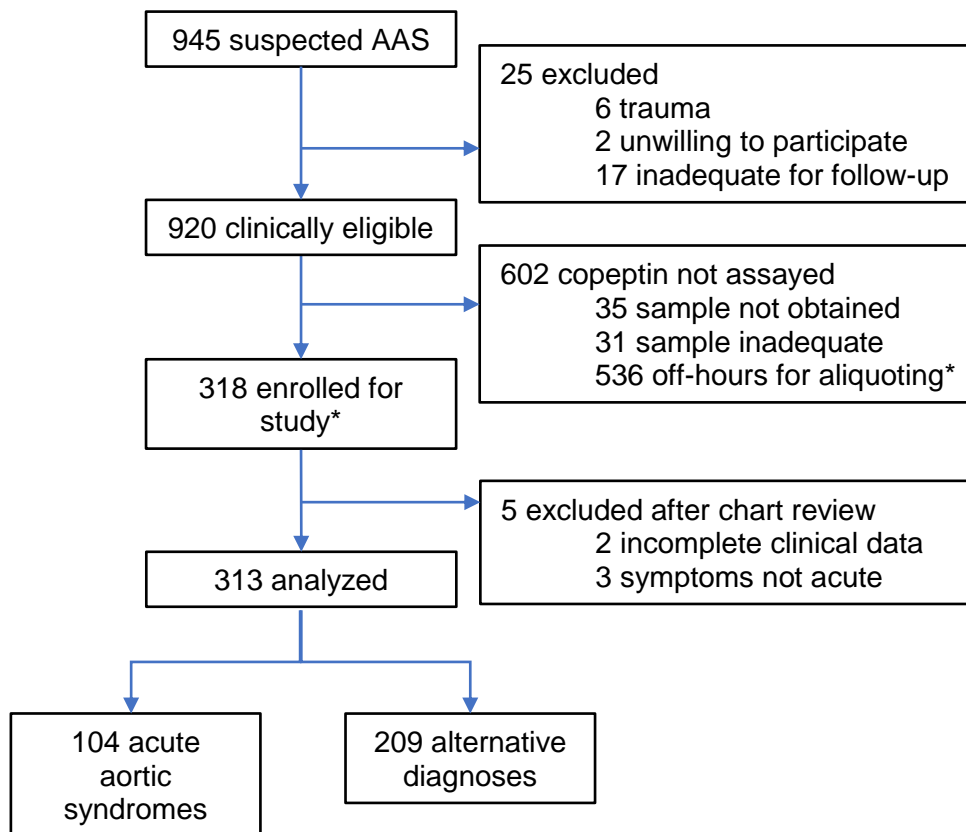 945 suspected AAS
25 excluded
6 trauma
2 unwilling to participate
17 inadequate for follow-up
920 clinically eligible
602 copeptin not assayed
35 sample not obtained
31 sample inadequate
536 off-hours for aliquoting*
318 enrolled for
study*
5 excluded after chart review
2 incomplete clinical data
3 symptoms not acute
313 analyzed
104 acute
aortic
syndromes
209 alternative
diagnoses